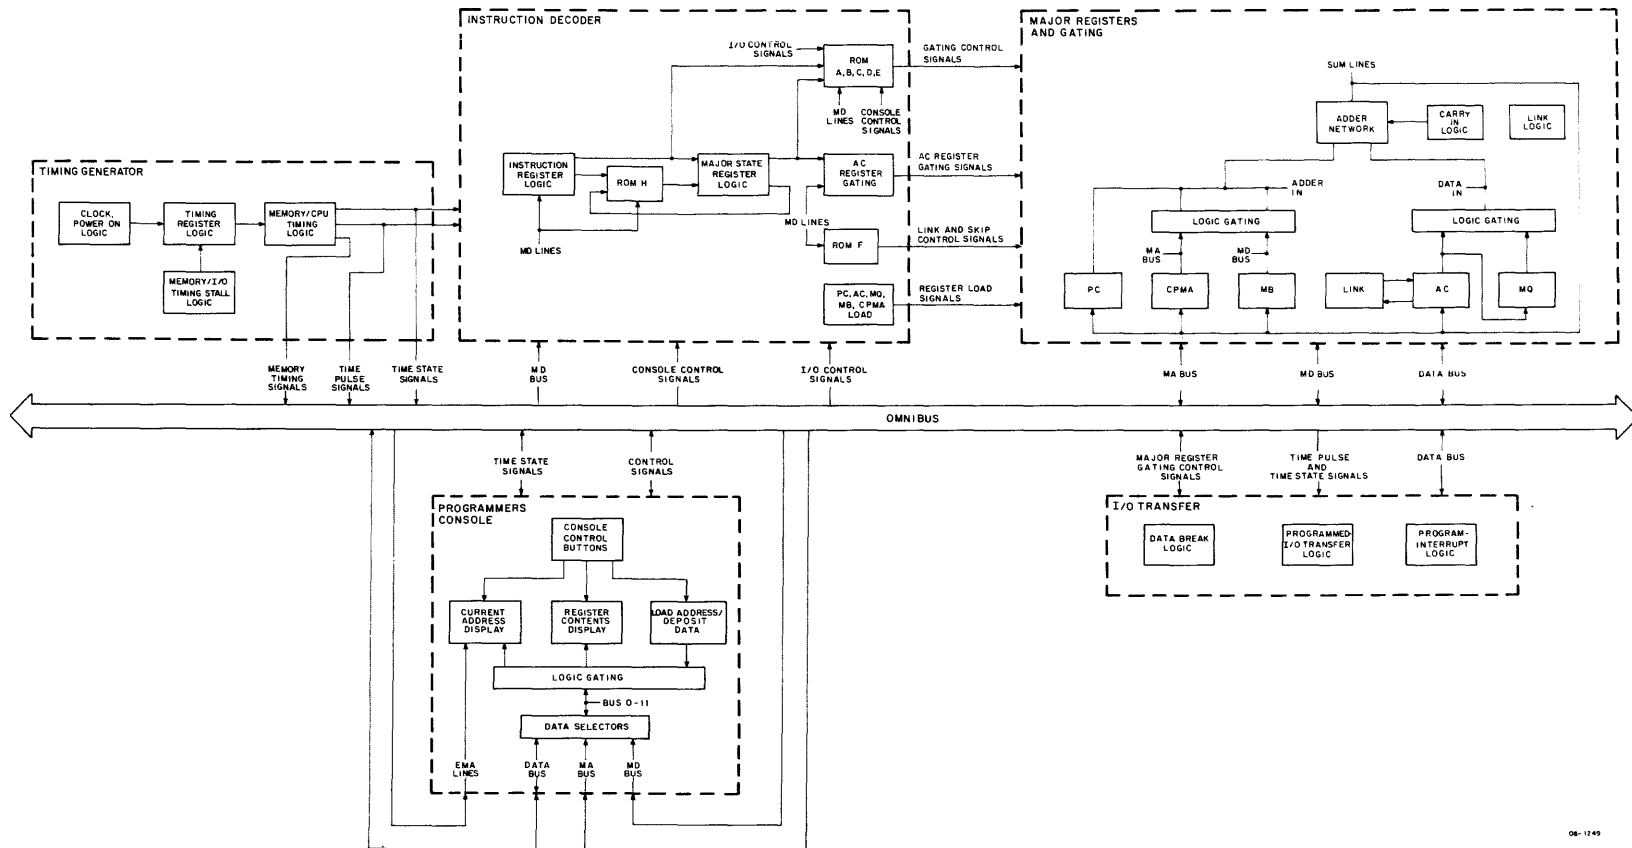 INSTRUCTION DECODER
MAJOR REGISTERS
AND GATING
I/O CONTROL
SIGNALS
ROM
A,B,C,D,E
GATING CONTROL
SIGNALS
MD
LINES
CONSOLE
CONTROL
SIGNALS
SUM LINES
ADDER
NETWORK
CARRY
IN
LOGIC
LINK
LOGIC
TIMING GENERATOR
CLOCK,
POWER ON
LOGIC
TIMING
REGISTER
LOGIC
MEMORY/CPU
TIMING
LOGIC
MEMORY/I/O
TIMING STALL
LOGIC
INSTRUCTION
REGISTER
LOGIC
ROM H
MAJOR STATE
REGISTER
LOGIC
AC
REGISTER
GATING
AC REGISTER
GATING SIGNALS
MD LINES
MD LINES
ROM F
LINK AND SKIP
CONTROL SIGNALS
PC, AC, MQ,
MB, CPMA
LOAD
REGISTER LOAD
SIGNALS
ADDER
IN
DATA
IN
LOGIC GATING
LOGIC GATING
MA
BUS
MD
BUS
PC
CPMA
MB
LINK
AC
MQ
MEMORY
TIMING
SIGNALS
TIME
PULSE
SIGNALS
TIME STATE
SIGNALS
MD
BUS
CONSOLE CONTROL
SIGNALS
I/O CONTROL
SIGNALS
MA BUS
MD BUS
DATA BUS
OMNIBUS
TIME STATE
SIGNALS
CONTROL
SIGNALS
MAJOR REGISTER
GATING CONTROL
SIGNALS
TIME PULSE
AND
TIME STATE SIGNALS
DATA BUS
PROGRAMMERS
CONSOLE
CONSOLE
CONTROL
BUTTONS
CURRENT
ADDRESS
DISPLAY
REGISTER
CONTENTS
DISPLAY
LOAD ADDRESS/
DEPOSIT
DATA
LOGIC GATING
BUS 0-11
DATA SELECTORS
EMA
LINES
DATA
BUS
MA
BUS
MD
BUS
I/O TRANSFER
DATA BREAK
LOGIC
PROGRAMMED-
I/O TRANSFER
LOGIC
PROGRAM-
INTERRUPT
LOGIC
08-1249